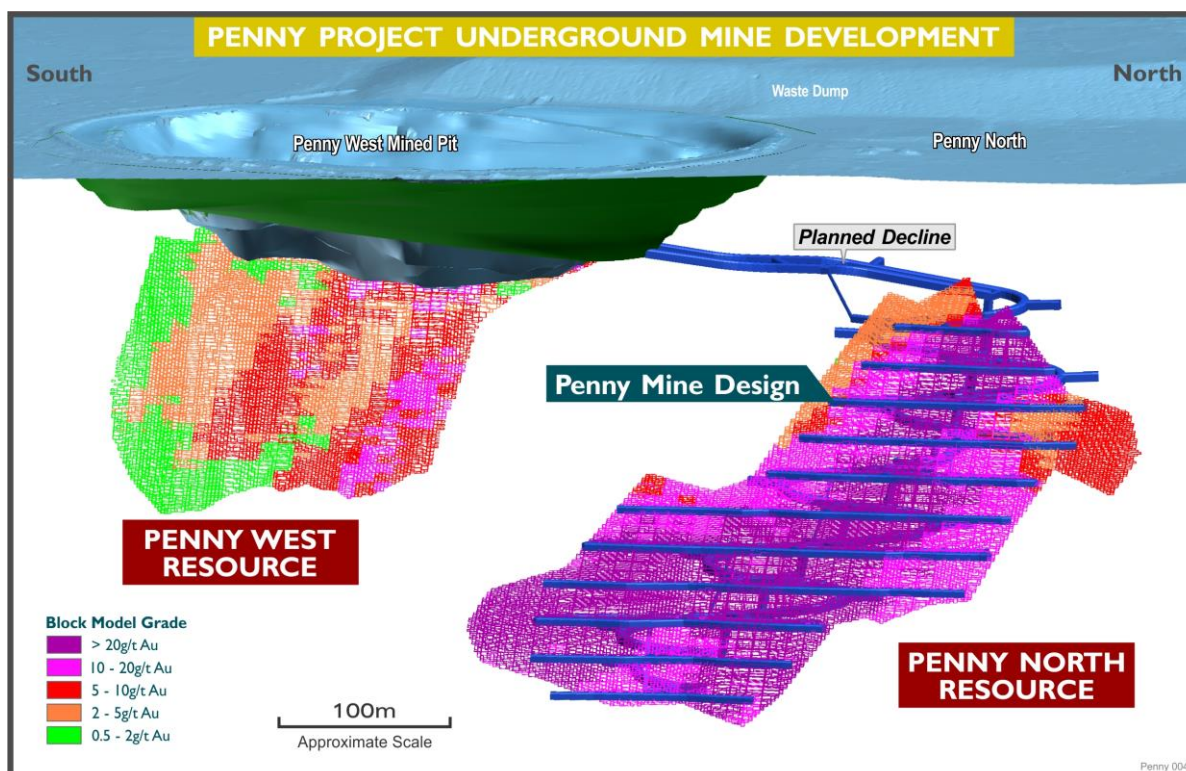 PENNY PROJECT UNDERGROUND MINE DEVELOPMENT
South
North
Waste Dump
Penny West Mined Pit
Penny North
Planned Decline
Penny Mine Design
PENNY WEST
RESOURCE
Block Model Grade
> 20g/t Au
10 - 20g/t Au
5 - 10g/t Au
2 - 5g/t Au
0.5 - 2g/t Au
100m
Approximate Scale
PENNY NORTH
RESOURCE
Penny 004